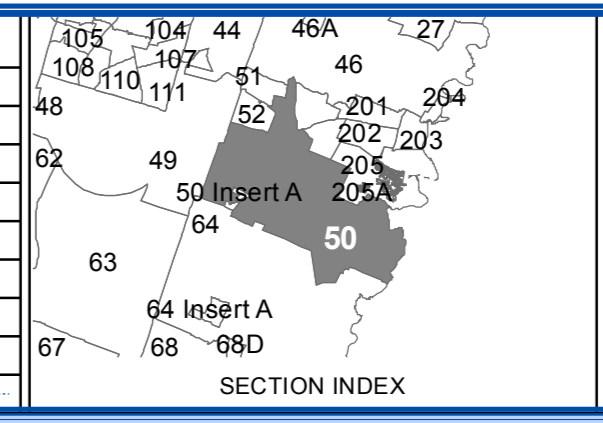 105 104 44 46A 27
108 107 46
110 111 51
48 52 201 204
202 203
62 49 205
50 Insert A 205A
64 50
63
64 Insert A
67 68 68D
SECTION INDEX